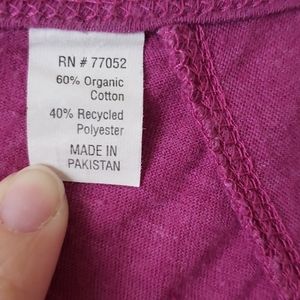 RN # 77052
60% Organic
Cotton
40% Recycled
Polyester
MADE IN
PAKISTAN